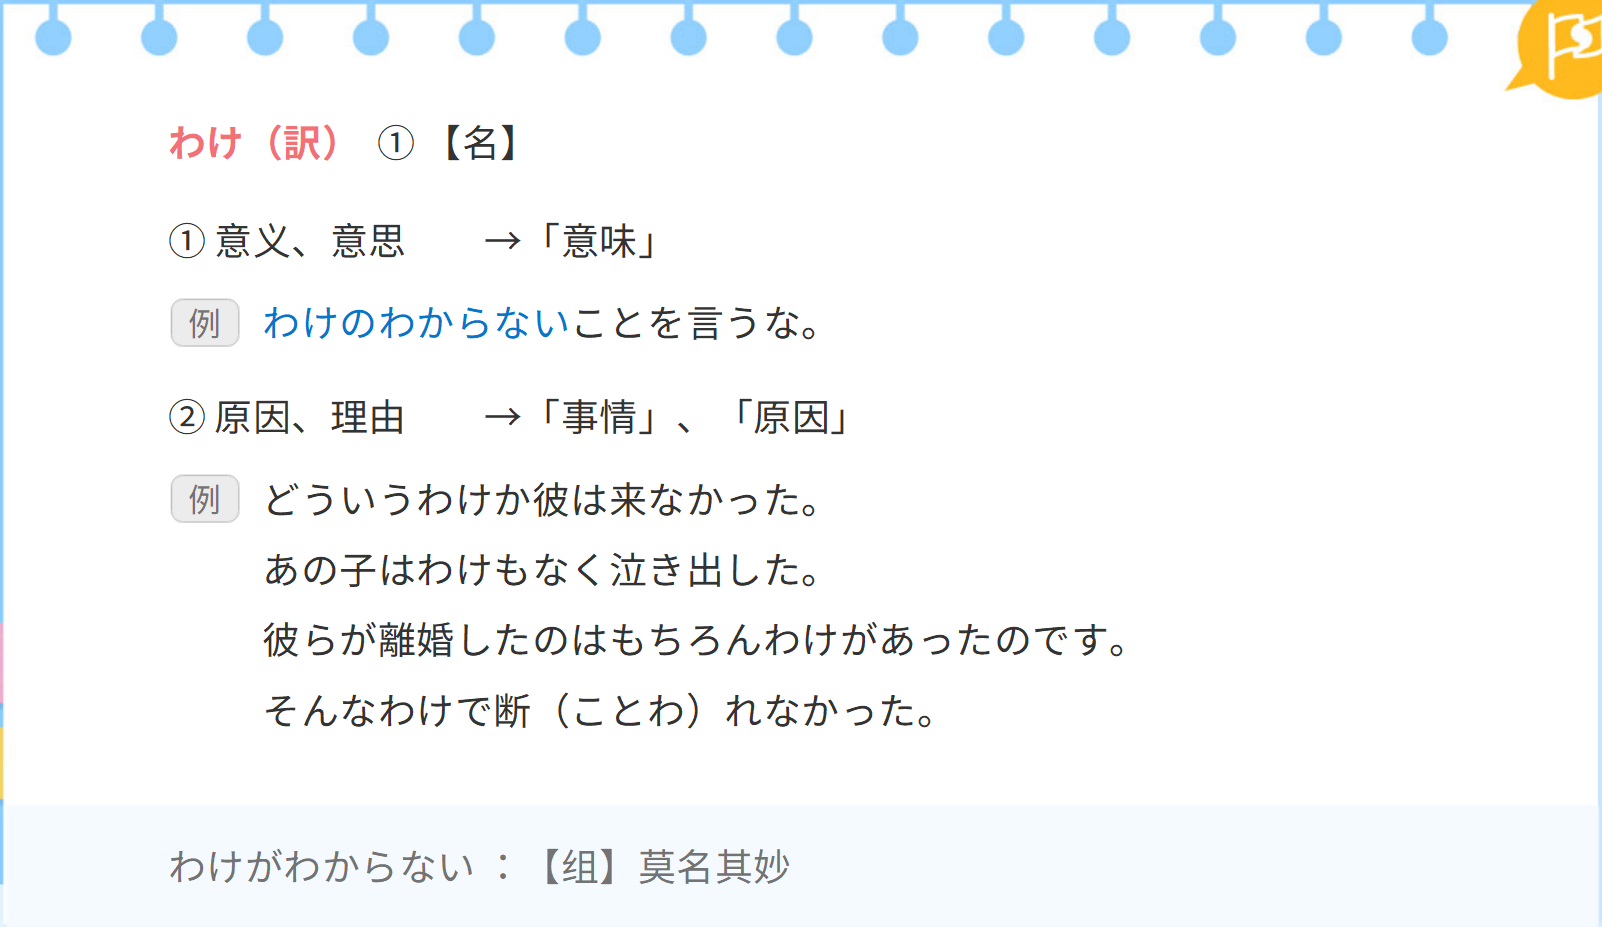 わけ（訳） ①【名】
①意义、意思 →「意味」
例 わけのわからないことを言うな。
②原因、理由 →「事情」、「原因」
例 どういうわけか彼は来なかった。
あの子はわけもなく泣き出した。
彼らが離婚したのはもちろんわけがあったのです。
そんなわけで断（ことわ）れなかった。
わけがわからない ：【组】莫名其妙